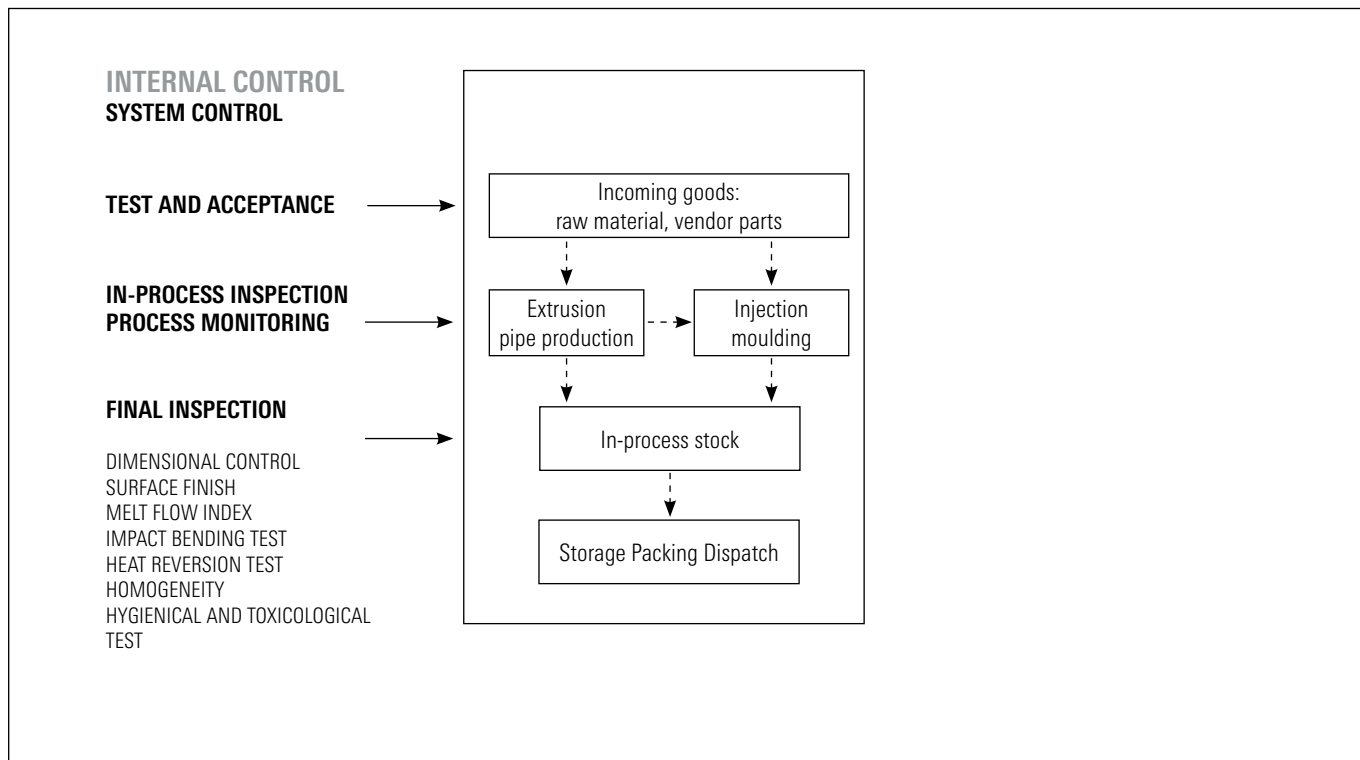 INTERNAL CONTROL
SYSTEM CONTROL
TEST AND ACCEPTANCE
Incoming goods:
raw material, vendor parts
IN-PROCESS INSPECTION
PROCESS MONITORING
Extrusion
pipe production
Injection
moulding
FINAL INSPECTION
In-process stock
DIMENSIONAL CONTROL
SURFACE FINISH
MELT FLOW INDEX
IMPACT BENDING TEST
HEAT REVERSION TEST
HOMOGENEITY
HYGIENICAL AND TOXICOLOGICAL
TEST
Storage Packing Dispatch